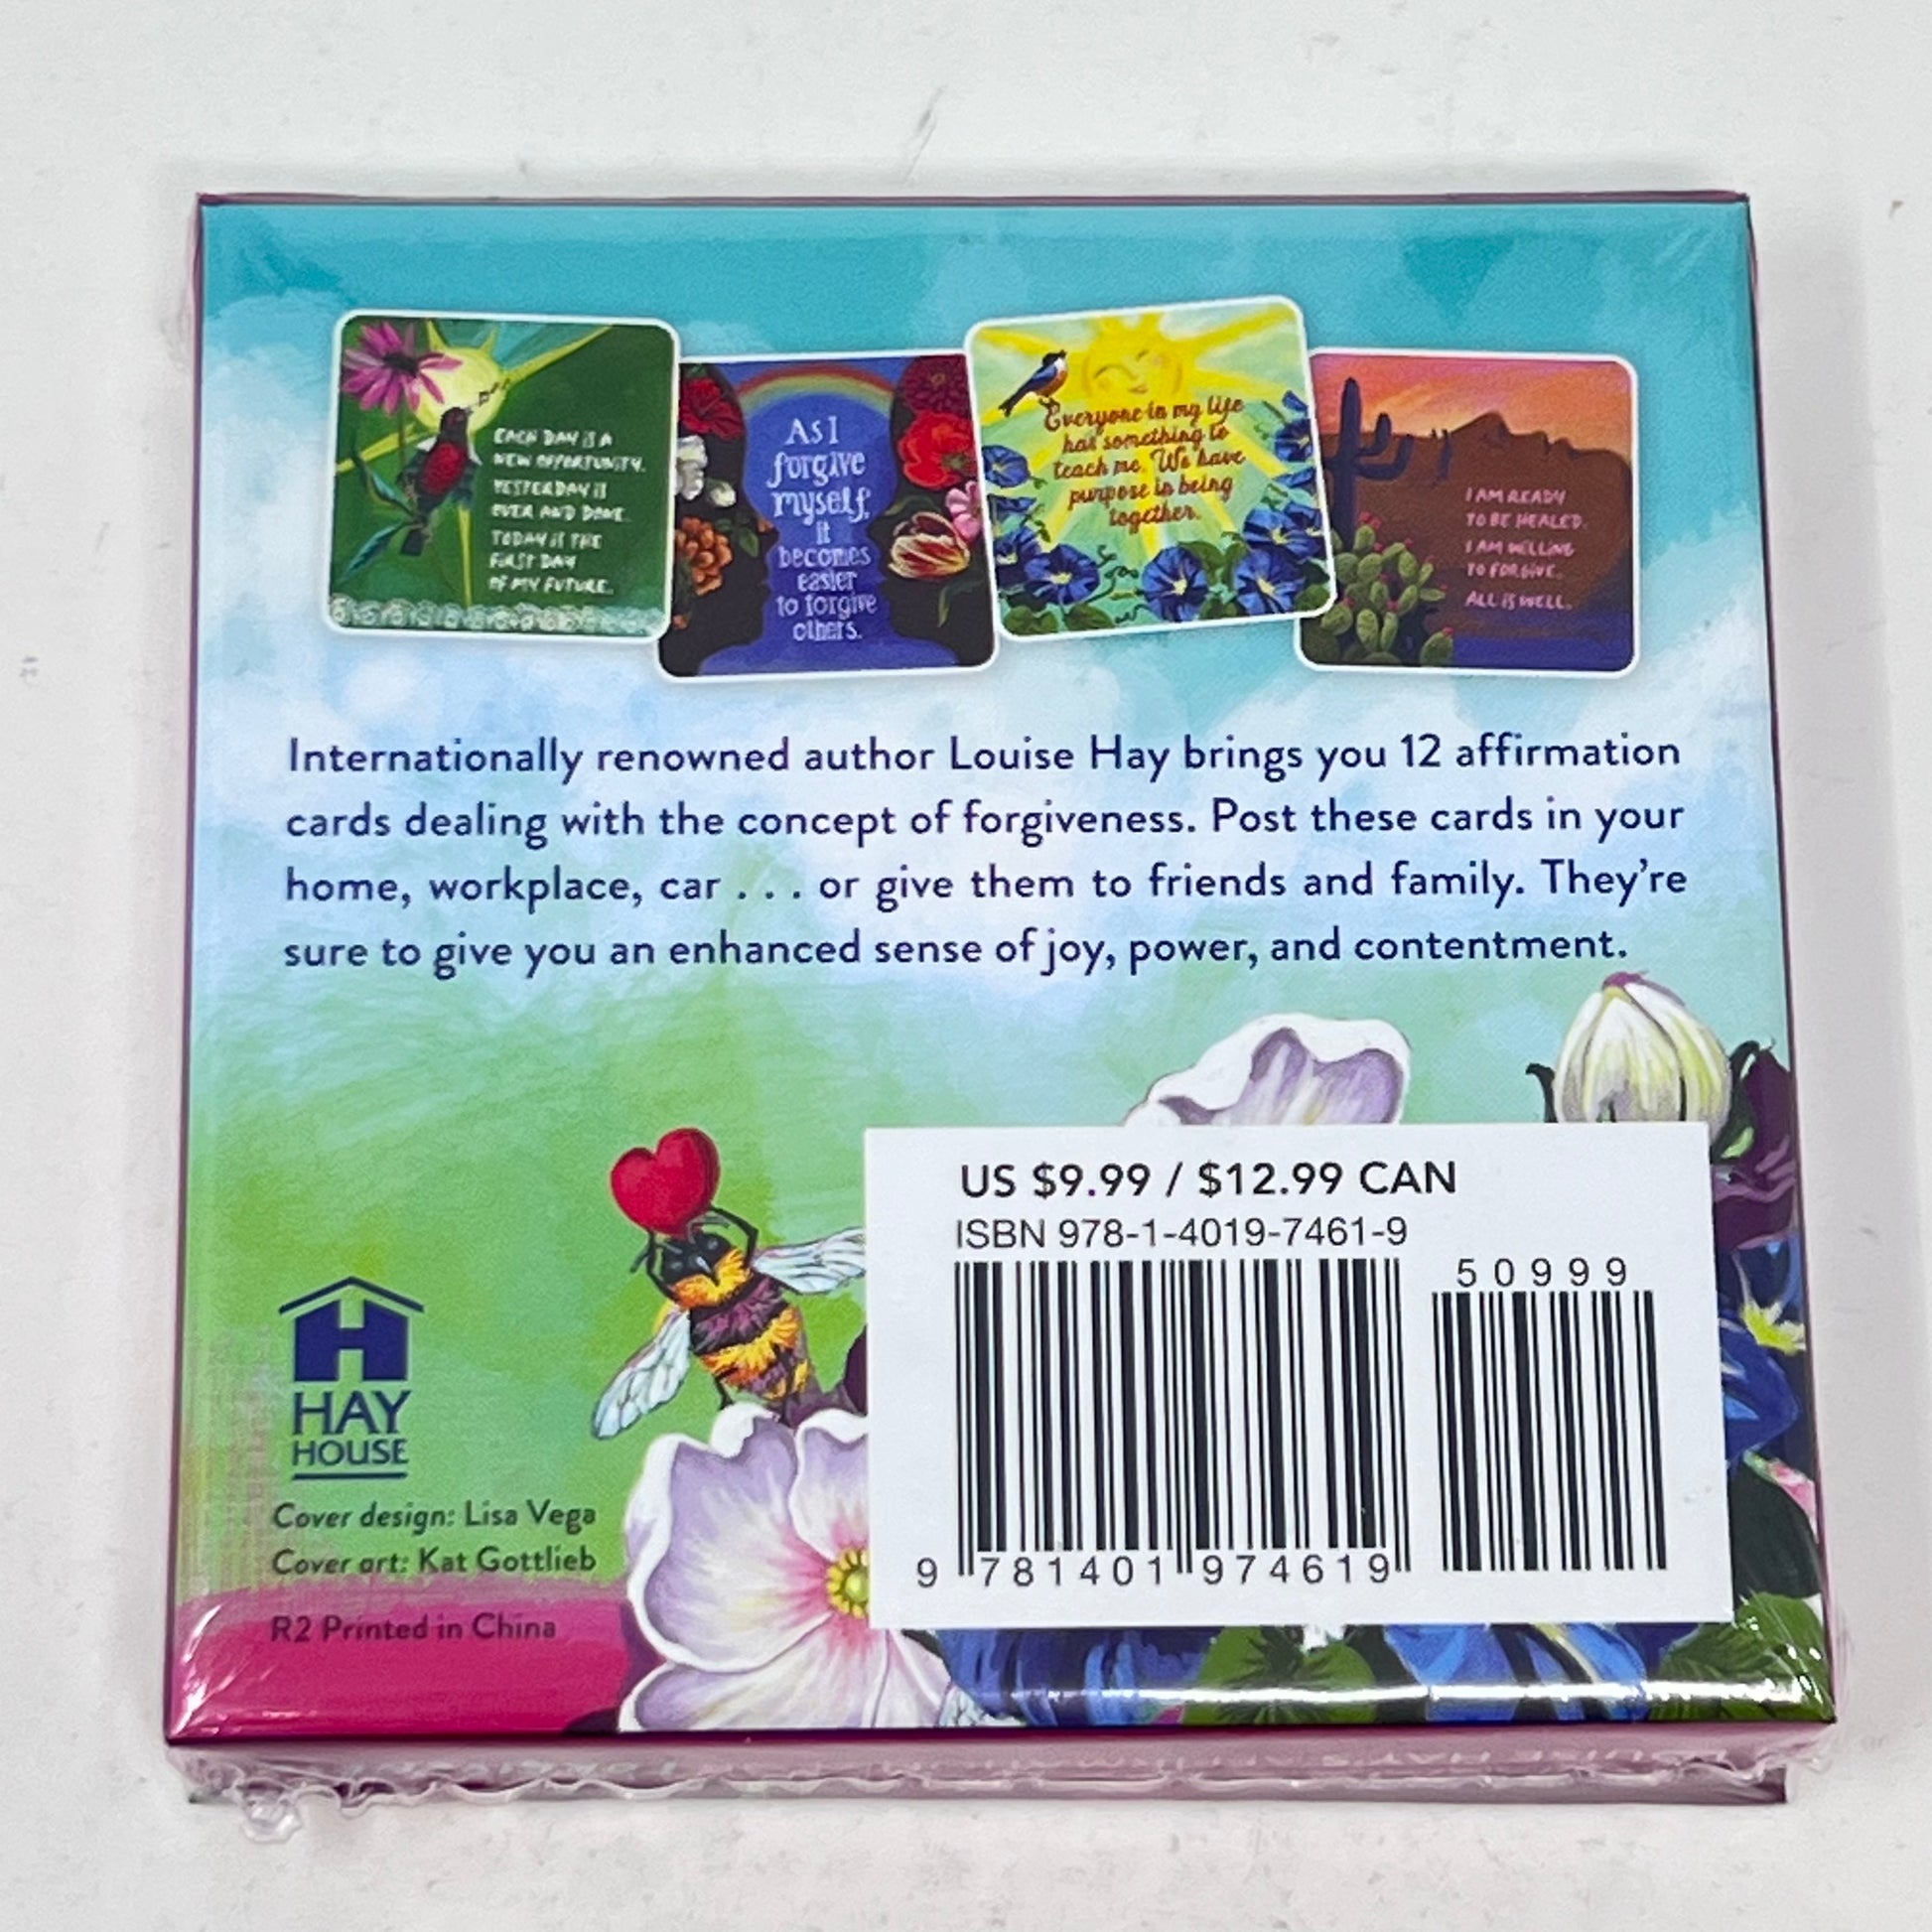 EACH DAY IS A
NEW OPPORTUNITY.
YESTERDAY IS
OVER AND DONE.
TODAY IS THE
FIRST DAY
OF MY FUTURE.
As I
forgive
myself,
it
becomes
easier
to forgive
others.
Everyone in my life
has something to
teach me. We have
purpose in being
together.
I AM READY
TO BE HEALED.
I AM WILLING
TO FORGIVE.
ALL IS WELL.
Internationally renowned author Louise Hay brings you 12 affirmation
cards dealing with the concept of forgiveness. Post these cards in your
home, workplace, car . . . or give them to friends and family. They're
sure to give you an enhanced sense of joy, power, and contentment.
US $9.99 / $12.99 CAN
ISBN 978-1-4019-7461-9
50999
9 781401 974619
H
HAY
HOUSE
Cover design: Lisa Vega
Cover art: Kat Gottlieb
R2 Printed in China